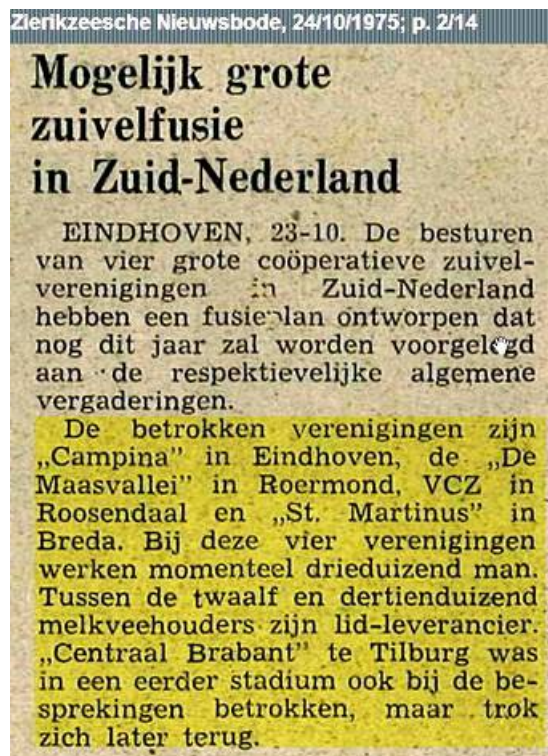 Zierikzeesche Nieuwsbode, 24/10/1975; p. 2/14
Mogelijk grote
zuivelfusie
in Zuid-Nederland
EINDHOVEN, 23-10. De besturen
van vier grote coöperatieve zuivel-
verenigingen in Zuid-Nederland
hebben een fusieplan ontworpen dat
nog dit jaar zal worden voorgelegd
aan de respektievelijke algemene
vergaderingen.
De betrokken verenigingen zijn
„Campina” in Eindhoven, de „De
Maasvallei” in Roermond, VCZ in
Roosendaal en „St. Martinus” in
Breda. Bij deze vier verenigingen
werken momenteel drieduizend man.
Tussen de twaalf en dertienduizend
melkveehouders zijn lid-leverancier.
„Centraal Brabant” te Tilburg was
in een eerder stadium ook bij de be-
sprekingen betrokken, maar trok
zich later terug.